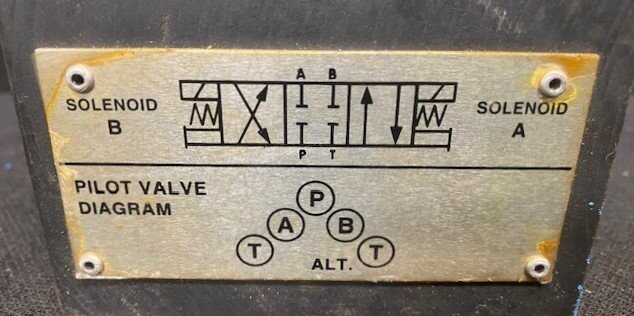 A B
SOLENOID
B
SOLENOID
A
P T
PILOT VALVE
DIAGRAM
P
A B
T T
ALT.